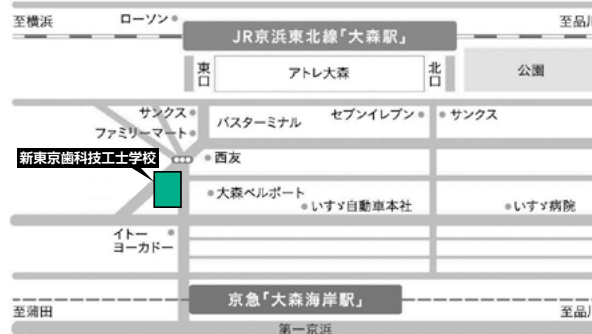 至横浜
ローソン
至品川
JR京浜東北線「大森駅」
東口
アトレ大森
北口
公園
サンクス
ファミリーマート
バスターミナル
セブンイレブン
サンクス
新東京歯科技工士学校
西友
大森ベルポート
いすゞ自動車本社
いすゞ病院
イトー
ヨーカドー
京急「大森海岸駅」
至蒲田
至品川
第一京浜